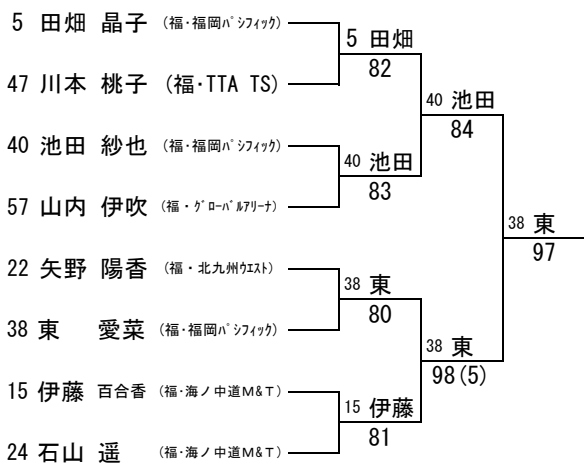 5 田畑 晶子 (福・福岡ﾊﾟｼﾌｨｯｸ)
5 田畑
82
47 川本 桃子 (福・TTA TS)
40 池田
84
40 池田 紗也 (福・福岡ﾊﾟｼﾌｨｯｸ)
40 池田
83
57 山内 伊吹 (福・ｸﾞﾛｰﾊﾞﾙｱﾘｰﾅ)
38 東
97
22 矢野 陽香 (福・北九州ｳｴｽﾄ)
38 東
80
38 東 愛菜 (福・福岡ﾊﾟｼﾌｨｯｸ)
38 東
98(5)
15 伊藤 百合香 (福・海ノ中道M&T)
15 伊藤
81
24 石山 遥 (福・海ノ中道M&T)